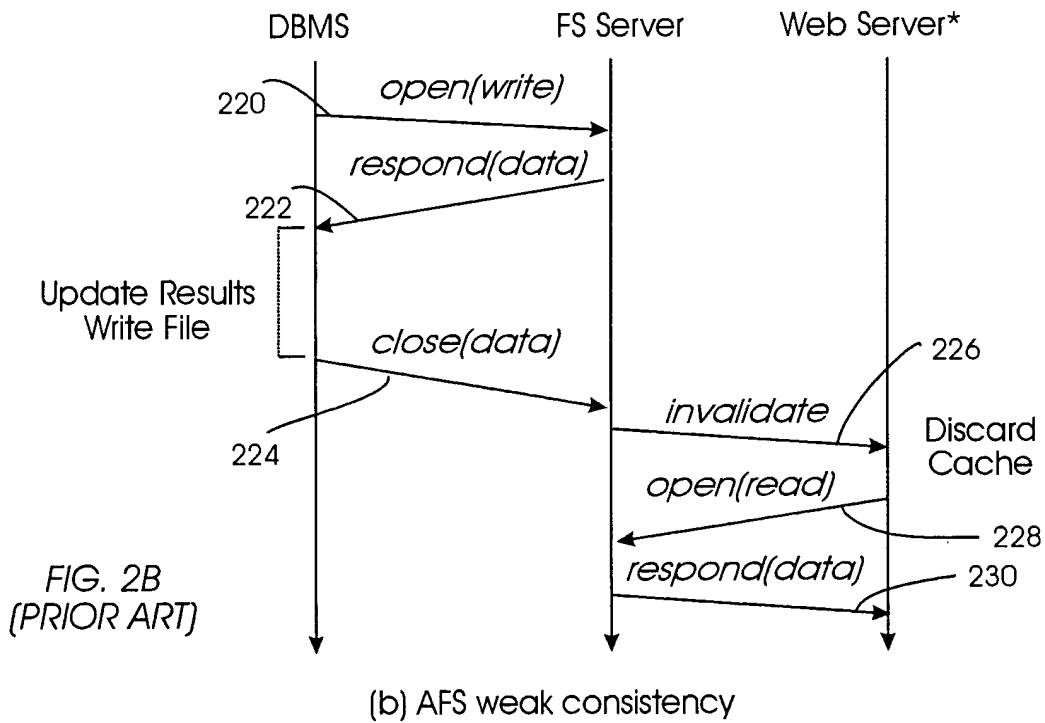 DBMS FS Server Web Server*
open(write)
220
respond(data)
222
Update Results
Write File
close(data)
226
invalidate
Discard
Cache
224
open(read)
228
respond(data)
230
FIG. 2B
(PRIOR ART)
(b) AFS weak consistency